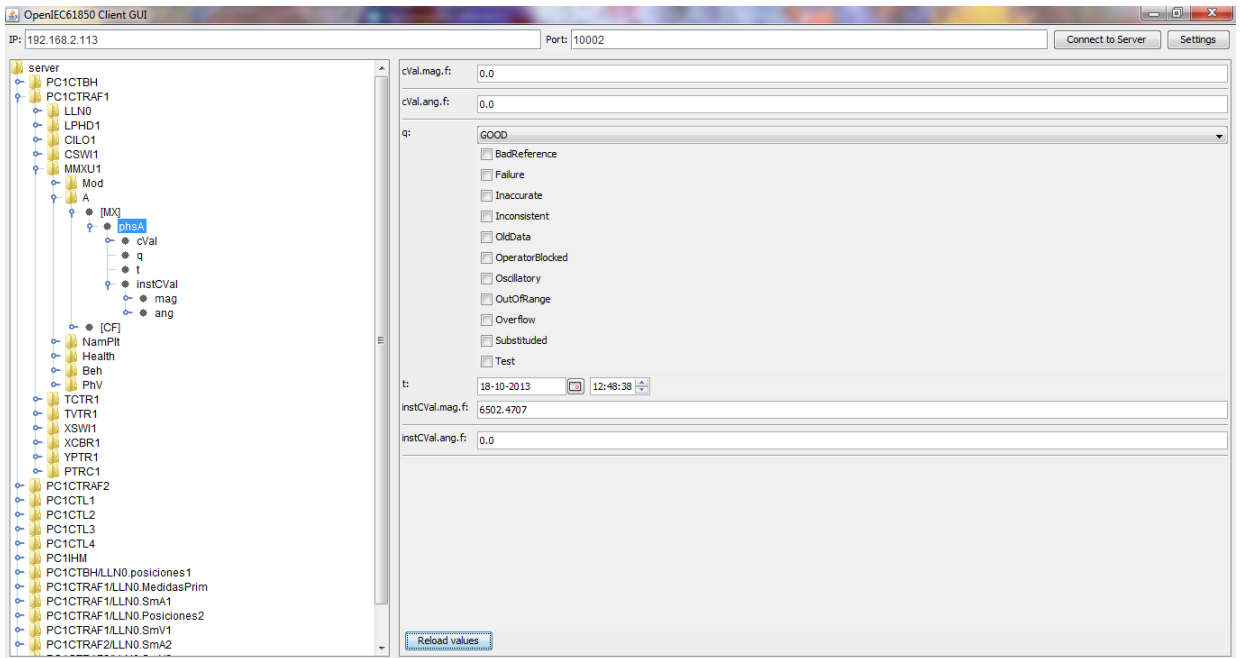 OpenIEC61850 Client GUI
IP: 192.168.2.113 Port: 10002 Connect to Server Settings
server
PC1CTBH
PC1CTRAF1
LLN0
LPHD1
CILO1
CSWI1
MMXU1
Mod
A
[MX]
phsA
cVal
q
t
instCVal
mag
ang
[CF]
NamPlt
Health
Beh
PhV
TCTR1
TVTR1
XSWI1
XCBR1
YPTR1
PTRC1
PC1CTRAF2
PC1CTL1
PC1CTL2
PC1CTL3
PC1CTL4
PC1IHM
PC1CTBH/LLN0.posiciones1
PC1CTRAF1/LLN0.MedidasPrim
PC1CTRAF1/LLN0.SmA1
PC1CTRAF1/LLN0.Posiciones2
PC1CTRAF1/LLN0.SmV1
PC1CTRAF2/LLN0.SmA2
cVal.mag.f: 0.0
cVal.ang.f: 0.0
q: GOOD
BadReference
Failure
Inaccurate
Inconsistent
OldData
OperatorBlocked
Oscillatory
OutOfRange
Overflow
Substituded
Test
t: 18-10-2013 12:48:38
instCVal.mag.f: 6502.4707
instCVal.ang.f: 0.0
Reload values